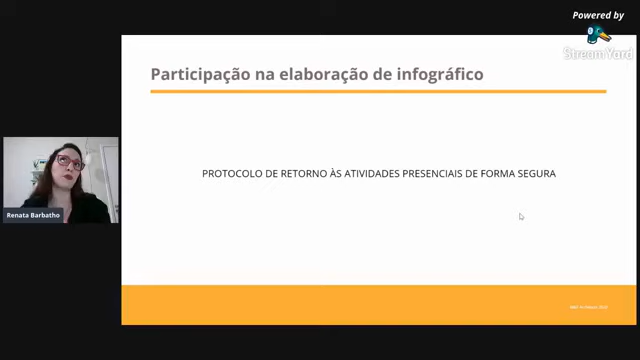 Powered by
StreamYard
Participação na elaboração de infográfico
PROTOCOLO DE RETORNO ÀS ATIVIDADES PRESENCIAIS DE FORMA SEGURA
Renata Barbatho